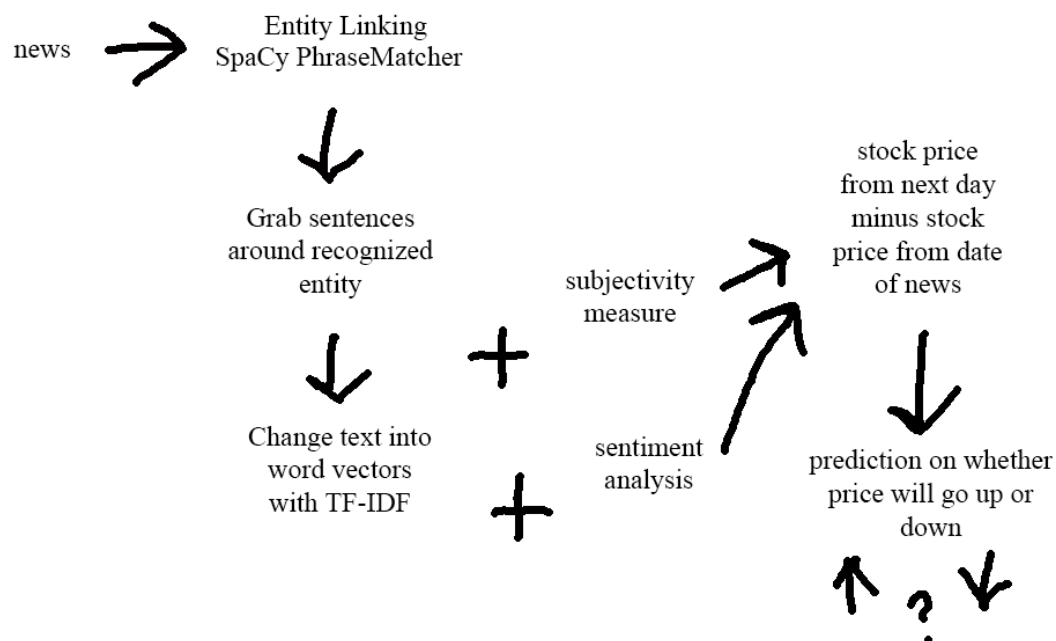 news
Entity Linking
SpaCy PhraseMatcher
Grab sentences
around recognized
entity
Change text into
word vectors
with TF-IDF
subjectivity
measure
sentiment
analysis
stock price
from next day
minus stock
price from date
of news
prediction on whether
price will go up or
down
?